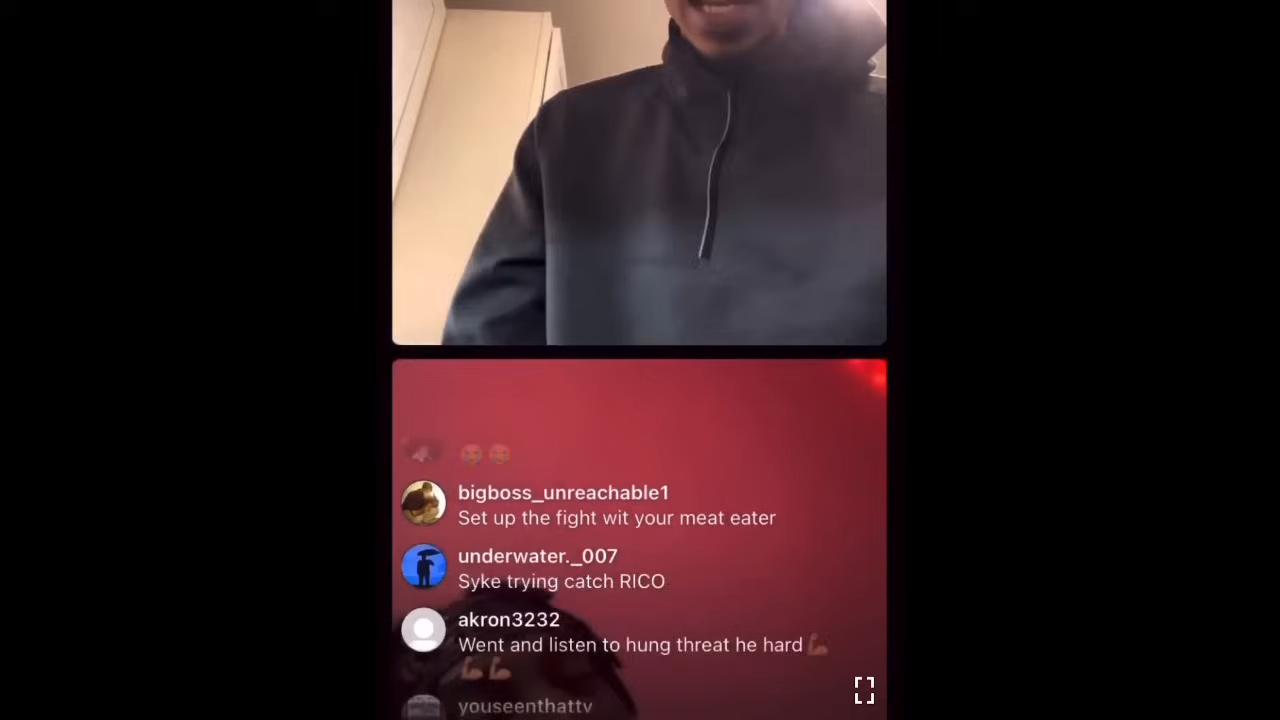 😂😂
bigboss_unreachable1
Set up the fight wit your meat eater
underwater._007
Syke trying catch RICO
akron3232
Went and listen to hung threat he hard💪🏾
💪🏾💪🏾
youseenthattv